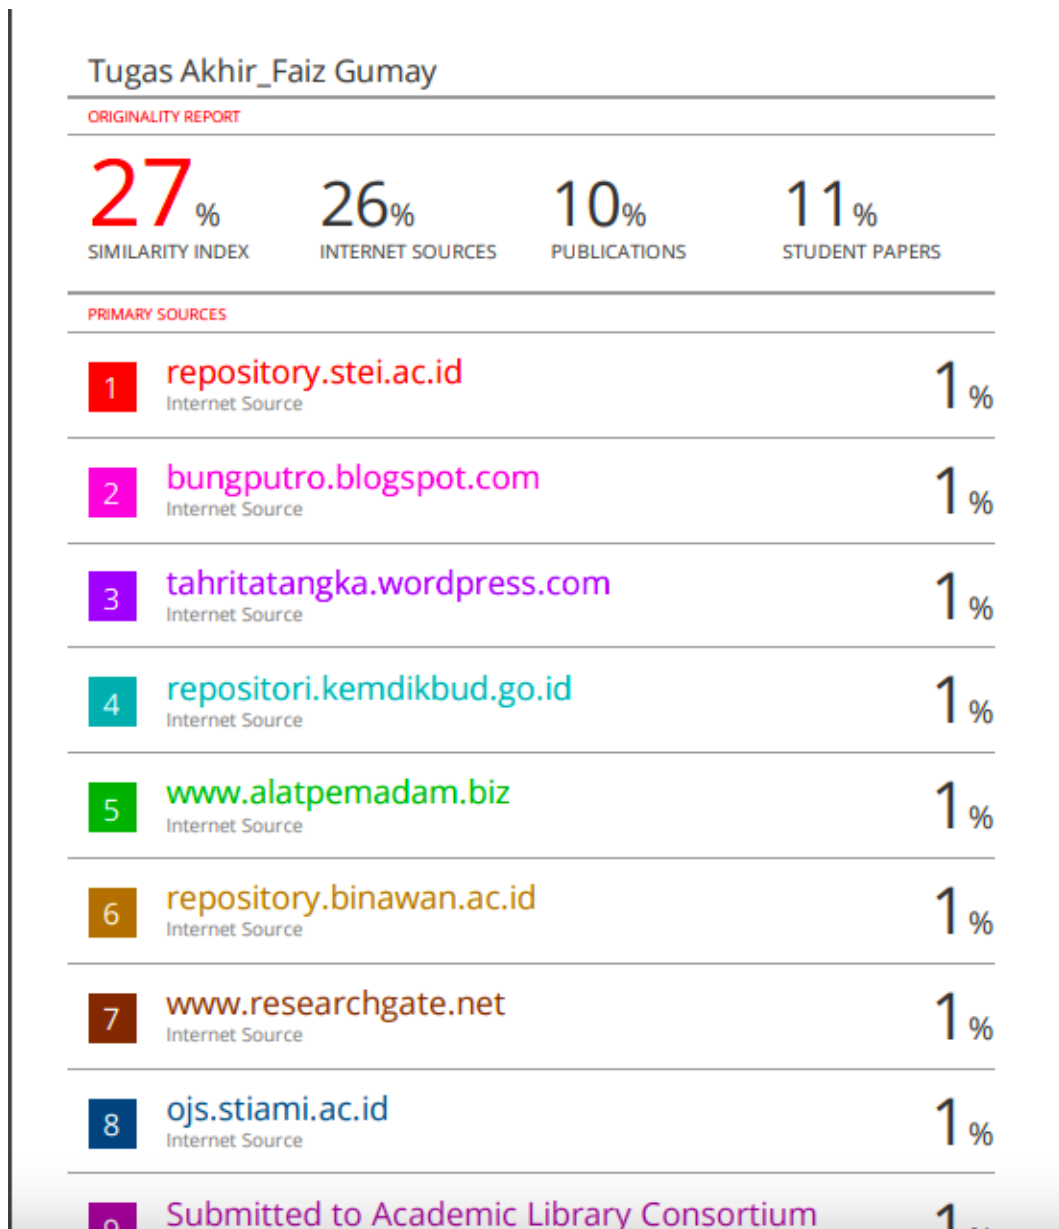 Tugas Akhir_Faiz Gumay
ORIGINALITY REPORT
27%
26%
10%
11%
SIMILARITY INDEX
INTERNET SOURCES
PUBLICATIONS
STUDENT PAPERS
PRIMARY SOURCES
1 repository.stei.ac.id 1%
Internet Source
2 bungputro.blogspot.com 1%
Internet Source
3 tahritatangka.wordpress.com 1%
Internet Source
4 repositori.kemdikbud.go.id 1%
Internet Source
5 www.alatpemadam.biz 1%
Internet Source
6 repository.binawan.ac.id 1%
Internet Source
7 www.researchgate.net 1%
Internet Source
8 ojs.stiami.ac.id 1%
Internet Source
9 Submitted to Academic Library Consortium 1%